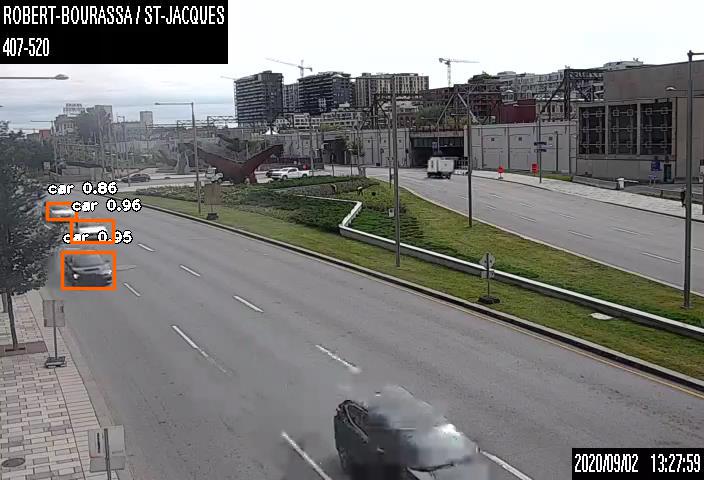 ROBERT-BOURASSA / ST-JACQUES
407-520
car 0.86
car 0.96
car 0.95
2020/09/02 13:27:59